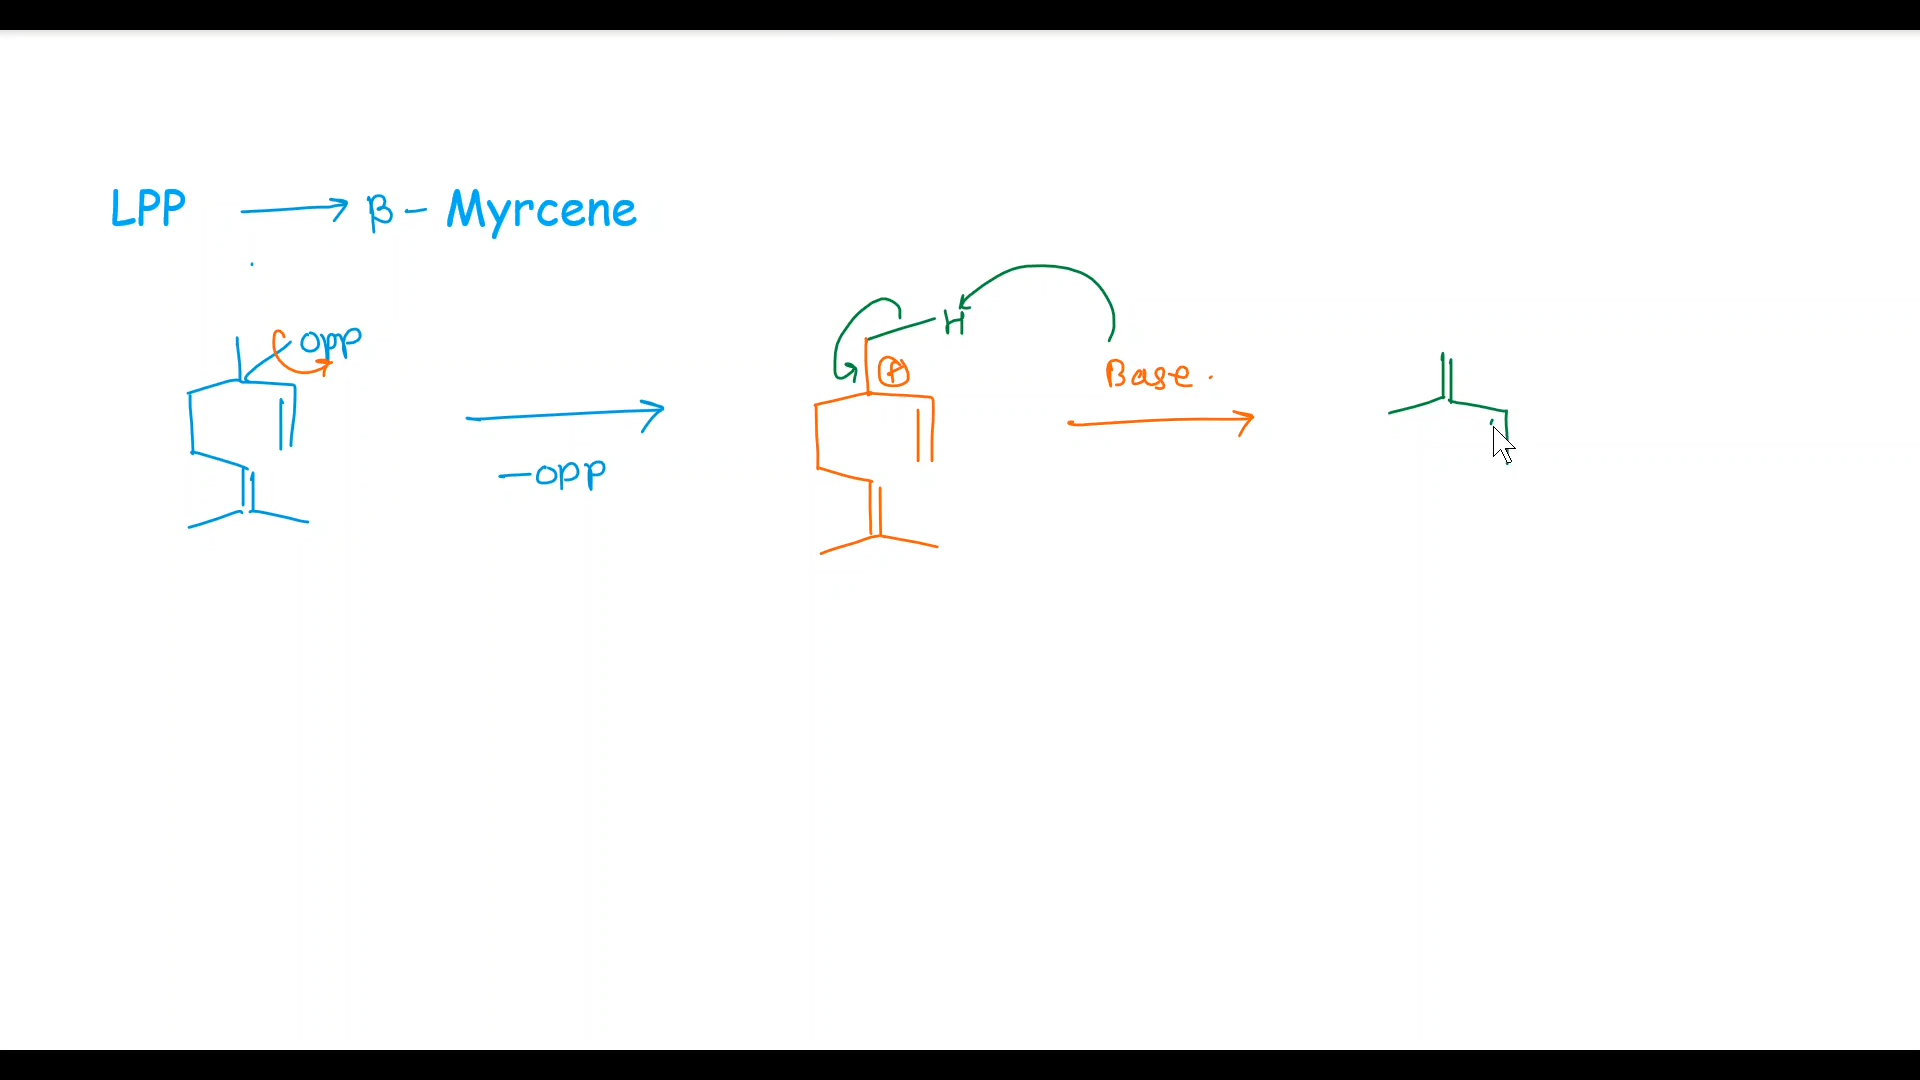 LPP → β - Myrcene
OPP
H
⊕
Base.
-OPP